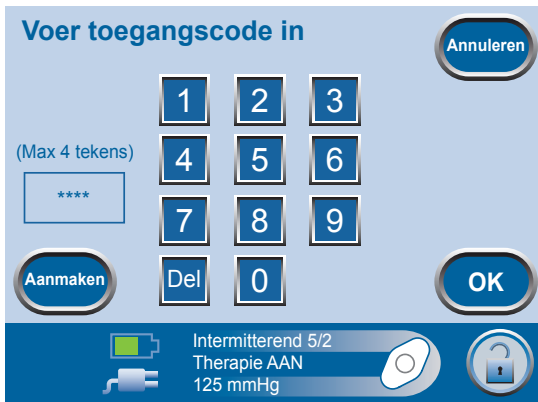 Voer toegangscode in
Annuleren
1 2 3
(Max 4 tekens)
4 5 6
****
7 8 9
Aanmaken
Del 0
OK
Intermitterend 5/2
Therapie AAN
125 mmHg